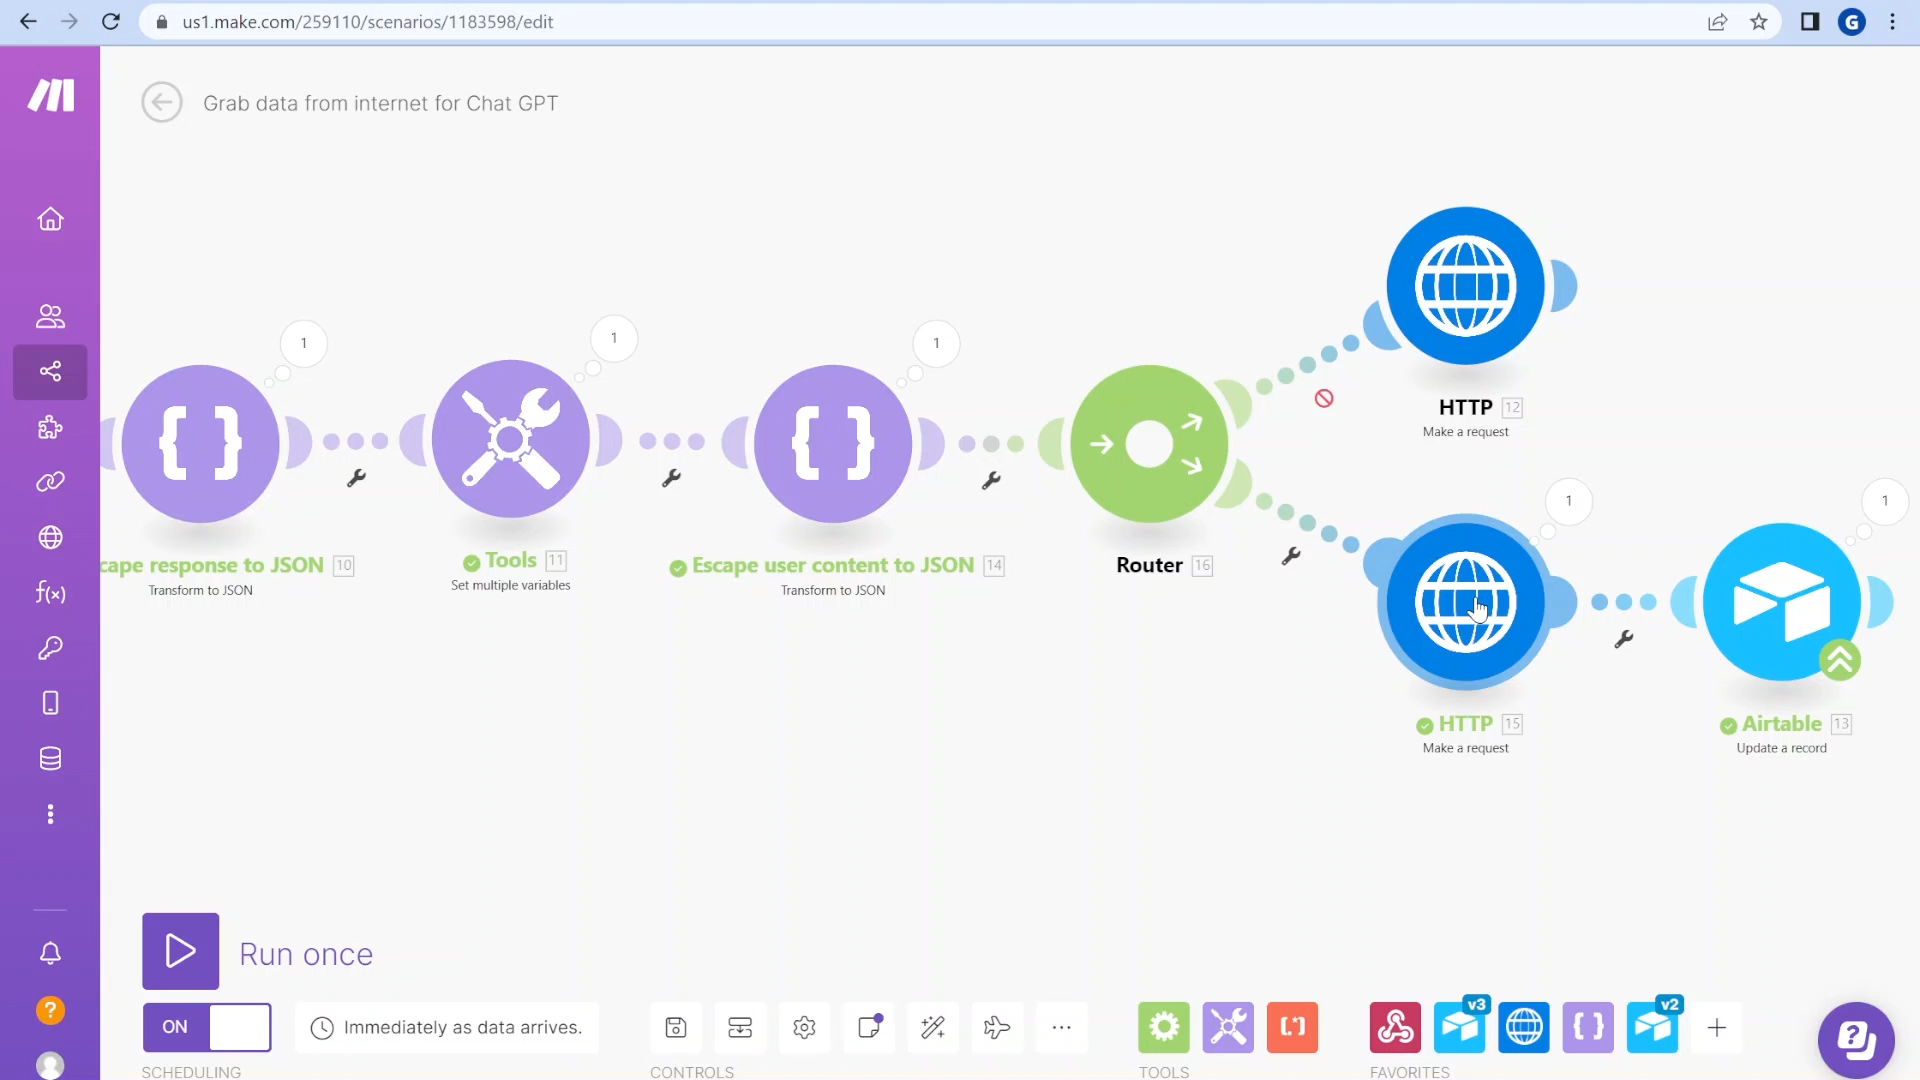 us1.make.com/259110/scenarios/1183598/edit
G
Grab data from internet for Chat GPT
1
1
1
HTTP 12
Make a request
1
1
cape response to JSON 10
Transform to JSON
Tools 11
Set multiple variables
Escape user content to JSON 14
Transform to JSON
Router 16
HTTP 15
Make a request
Airtable 13
Update a record
f(x)
Run once
ON
Immediately as data arrives.
v3
v2
?
SCHEDULING
CONTROLS
TOOLS
FAVORITES